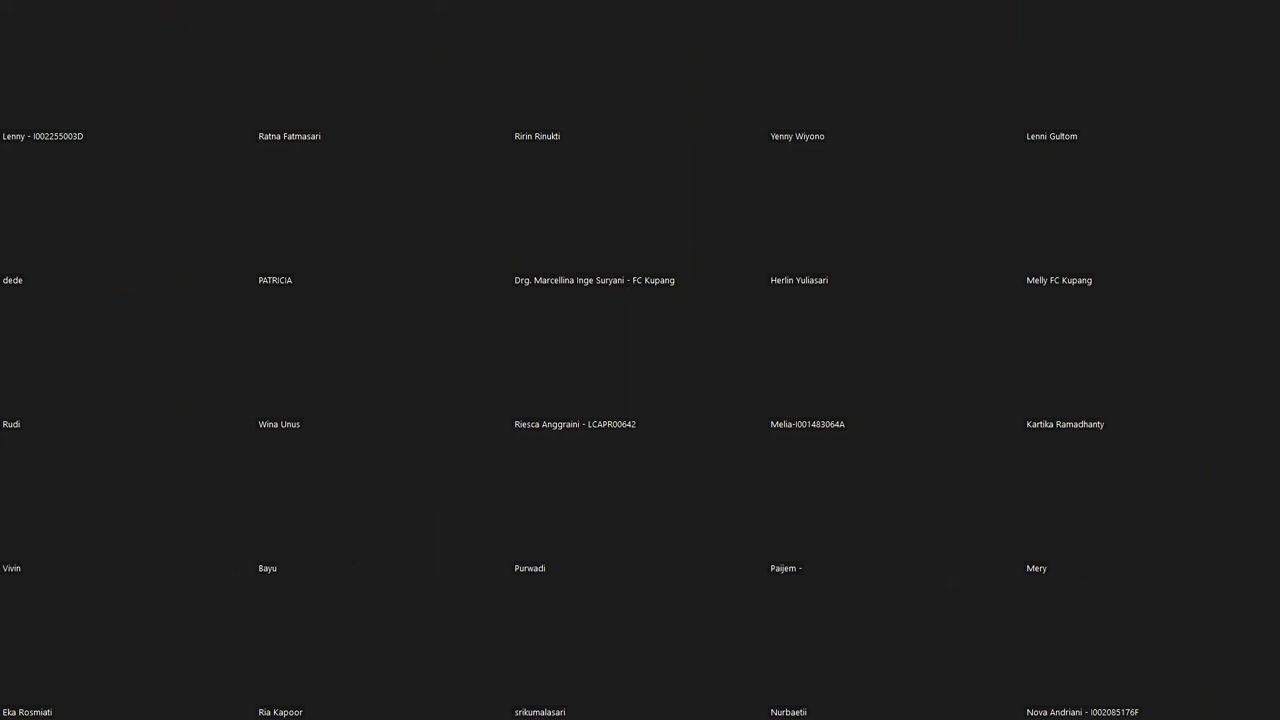 Lenny - I002255003D
Ratna Fatmasari
Ririn Rinukti
Yenny Wiyono
Lenni Gultom
dede
PATRICIA
Drg. Marcellina Inge Suryani - FC Kupang
Herlin Yuliasari
Melly FC Kupang
Rudi
Wina Unus
Riesca Anggraini - LCAPR00642
Melia-I001483064A
Kartika Ramadhanty
Vivin
Bayu
Purwadi
Paijem -
Mery
Eka Rosmiati
Ria Kapoor
srikumalasari
Nurbaetii
Nova Andriani - I002085176F